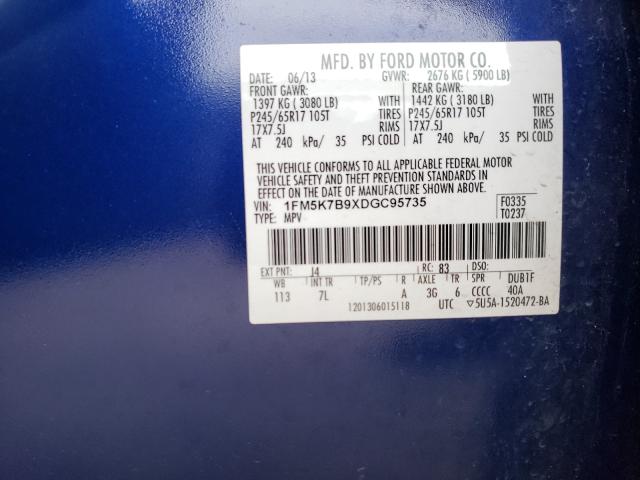 MFD. BY FORD MOTOR CO.
DATE: 06/13 GVWR: 2676 KG ( 5900 LB)
FRONT GAWR: REAR GAWR:
1397 KG ( 3080 LB) WITH 1442 KG ( 3180 LB) WITH
P245/65R17 105T TIRES P245/65R17 105T TIRES
17X7.5J RIMS 17X7.5J RIMS
AT 240 kPa/ 35 PSI COLD AT 240 kPa/ 35 PSI COLD
THIS VEHICLE CONFORMS TO ALL APPLICABLE FEDERAL MOTOR
VEHICLE SAFETY AND THEFT PREVENTION STANDARDS IN
EFFECT ON THE DATE OF MANUFACTURE SHOWN ABOVE.
VIN: 1FM5K7B9XDGC95735 F0335
TYPE: MPV T0237
EXT PNT: J4 RC: 83 DSO:
WB INT TR TP/PS R AXLE TR SPR DUB1F
113 7L A 3G 6 CCCC 40A
1201306015118 UTC ▽5U5A-1520472-BA